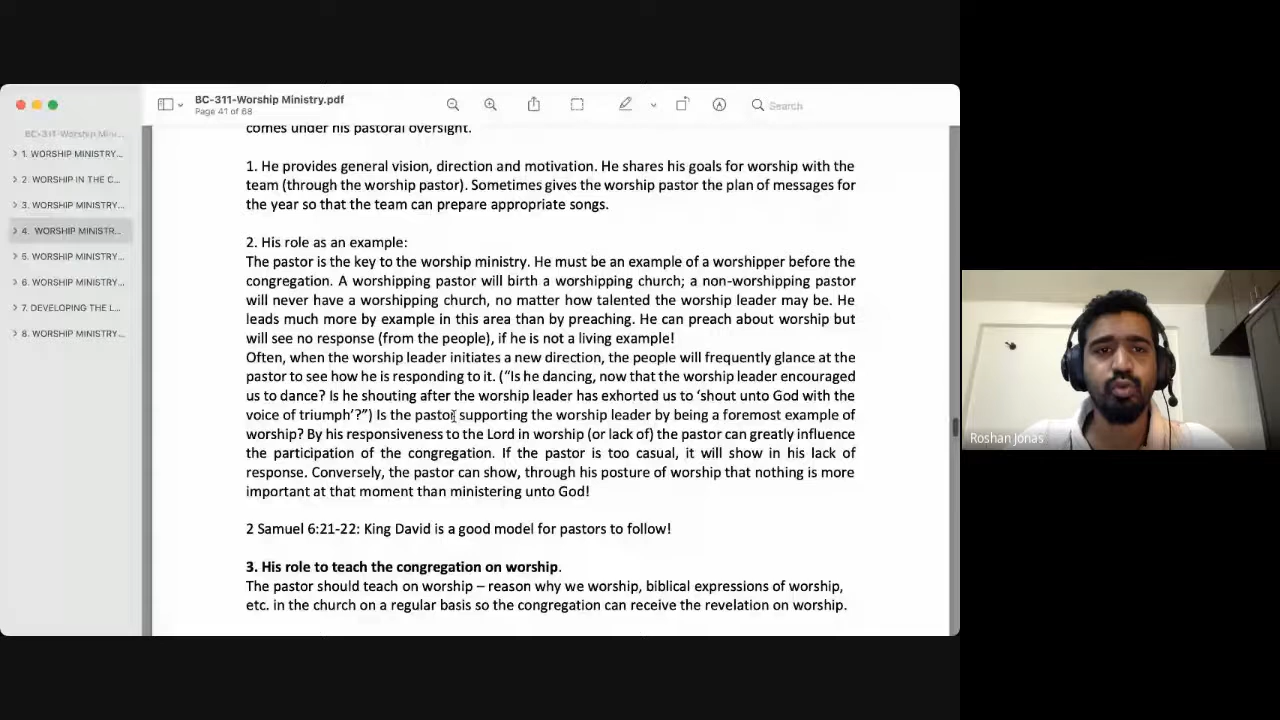 BC-311-Worship Ministry.pdf
Page 41 of 68
Search
BC-311-Worship Mini...
1. WORSHIP MINISTRY...
2. WORSHIP IN THE C...
3. WORSHIP MINISTRY...
4. WORSHIP MINISTR...
5. WORSHIP MINISTRY...
6. WORSHIP MINISTRY...
7. DEVELOPING THE L...
8. WORSHIP MINISTRY...
comes under his pastoral oversight.
1. He provides general vision, direction and motivation. He shares his goals for worship with the
team (through the worship pastor). Sometimes gives the worship pastor the plan of messages for
the year so that the team can prepare appropriate songs.
2. His role as an example:
The pastor is the key to the worship ministry. He must be an example of a worshipper before the
congregation. A worshipping pastor will birth a worshipping church; a non-worshipping pastor
will never have a worshipping church, no matter how talented the worship leader may be. He
leads much more by example in this area than by preaching. He can preach about worship but
will see no response (from the people), if he is not a living example!
Often, when the worship leader initiates a new direction, the people will frequently glance at the
pastor to see how he is responding to it. (“Is he dancing, now that the worship leader encouraged
us to dance? Is he shouting after the worship leader has exhorted us to ‘shout unto God with the
voice of triumph’?”) Is the pastor supporting the worship leader by being a foremost example of
worship? By his responsiveness to the Lord in worship (or lack of) the pastor can greatly influence
the participation of the congregation. If the pastor is too casual, it will show in his lack of
response. Conversely, the pastor can show, through his posture of worship that nothing is more
important at that moment than ministering unto God!
2 Samuel 6:21-22: King David is a good model for pastors to follow!
3. His role to teach the congregation on worship.
The pastor should teach on worship – reason why we worship, biblical expressions of worship,
etc. in the church on a regular basis so the congregation can receive the revelation on worship.
Roshan Jonas